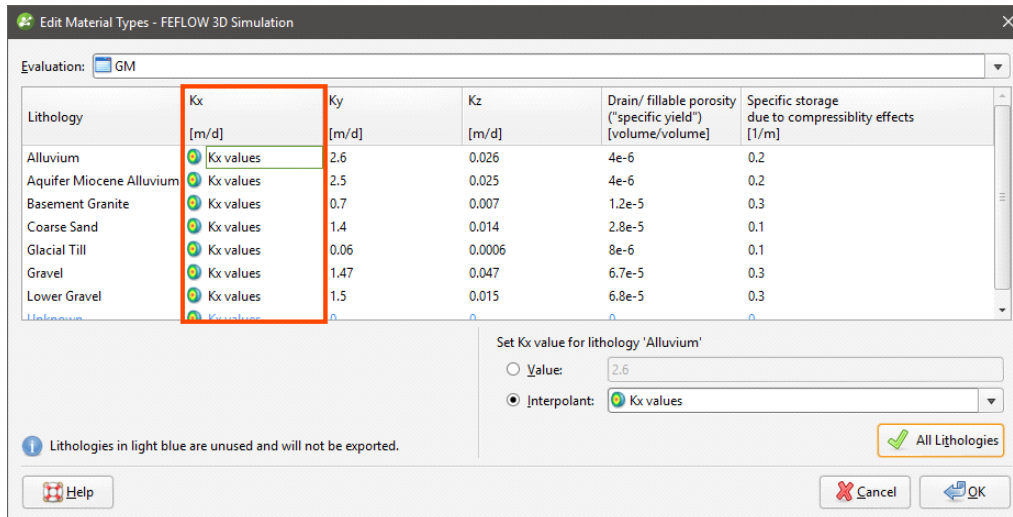 Edit Material Types - FEFLOW 3D Simulation
Evaluation: GM
Lithology Kx [m/d] Ky [m/d] Kz [m/d] Drain/ fillable porosity ("specific yield") [volume/volume] Specific storage due to compressiblity effects [1/m]
Alluvium Kx values 2.6 0.026 4e-6 0.2
Aquifer Miocene Alluvium Kx values 2.5 0.025 4e-6 0.2
Basement Granite Kx values 0.7 0.007 1.2e-5 0.3
Coarse Sand Kx values 1.4 0.014 2.8e-5 0.1
Glacial Till Kx values 0.06 0.0006 8e-6 0.1
Gravel Kx values 1.47 0.047 6.7e-5 0.3
Lower Gravel Kx values 1.5 0.015 6.8e-5 0.3
Unknown Kx values 0 0 0 0
Set Kx value for lithology 'Alluvium'
Value: 2.6
Interpolant: Kx values
All Lithologies
Lithologies in light blue are unused and will not be exported.
Help Cancel OK